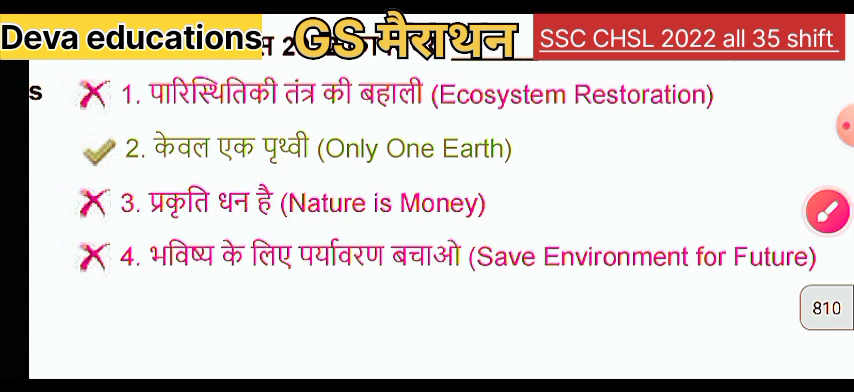 Deva educations GS मैराथन SSC CHSL 2022 all 35 shift
s 1. पारिस्थितिकी तंत्र की बहाली (Ecosystem Restoration)
2. केवल एक पृथ्वी (Only One Earth)
3. प्रकृति धन है (Nature is Money)
4. भविष्य के लिए पर्यावरण बचाओ (Save Environment for Future)
810